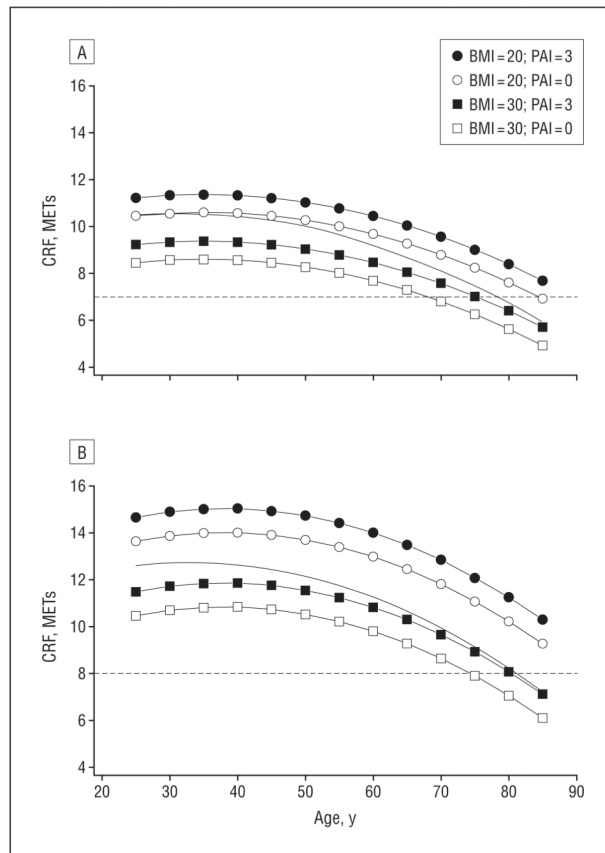 A
BMI = 20; PAI = 3
BMI = 20; PAI = 0
BMI = 30; PAI = 3
BMI = 30; PAI = 0
16
14
12
10
8
6
4
CRF, METs
B
16
14
12
10
8
6
4
CRF, METs
20 30 40 50 60 70 80 90
Age, y